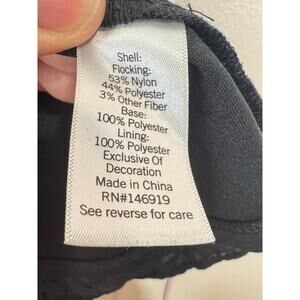 Shell:
Flocking:
53% Nylon
44% Polyester
3% Other Fiber
Base:
100% Polyester
Lining:
100% Polyester
Exclusive Of
Decoration
Made in China
RN#146919
See reverse for care